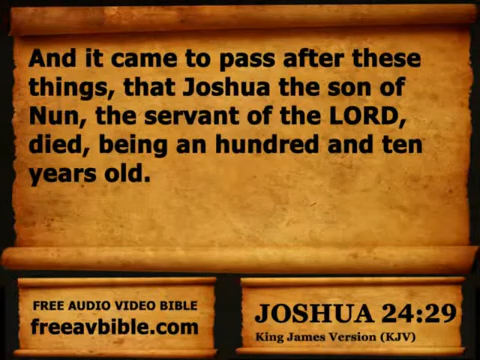 And it came to pass after these
things, that Joshua the son of
Nun, the servant of the LORD,
died, being an hundred and ten
years old.
FREE AUDIO VIDEO BIBLE
freeavbible.com
JOSHUA 24:29
King James Version (KJV)